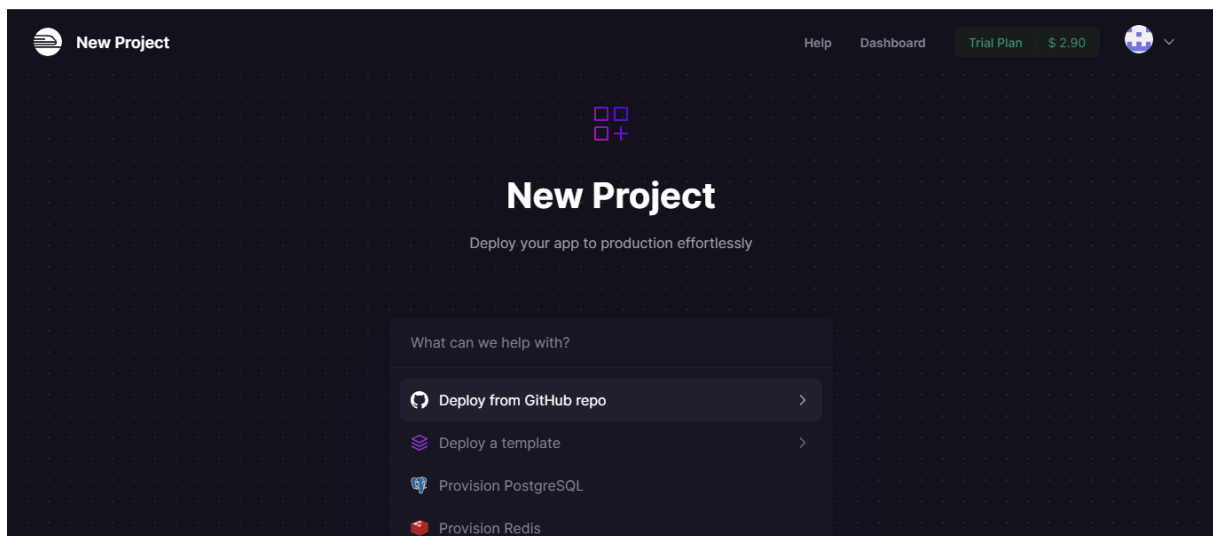 New Project
Help Dashboard Trial Plan $ 2.90
New Project
Deploy your app to production effortlessly
What can we help with?
Deploy from GitHub repo
Deploy a template
Provision PostgreSQL
Provision Redis